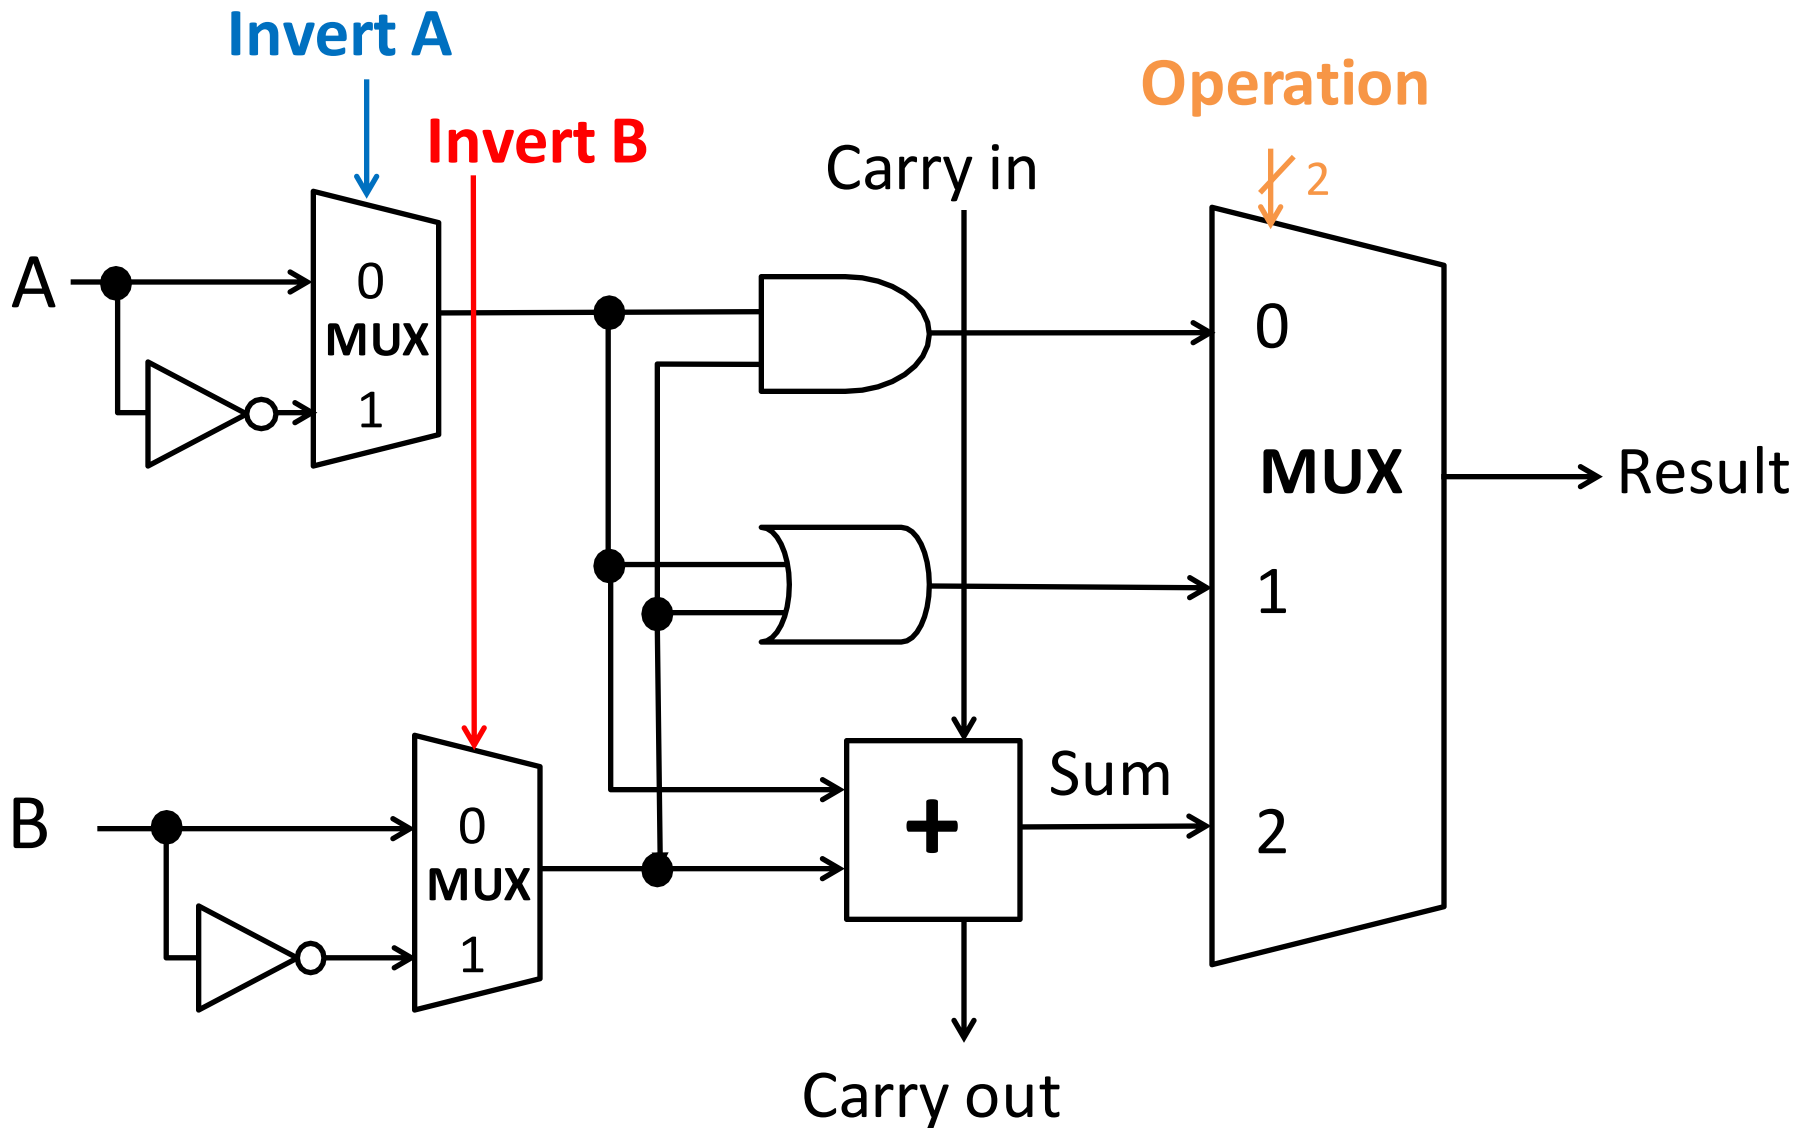 Invert A
Operation
Invert B
Carry in
2
A
0
MUX
1
0
MUX
Result
1
Sum
2
B
0
MUX
1
+
Carry out